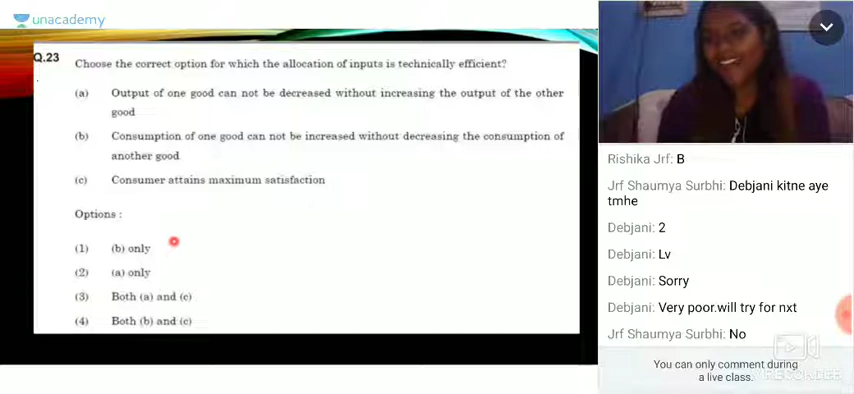 unacademy
Q.23
Choose the correct option for which the allocation of inputs is technically efficient?
(a) Output of one good can not be decreased without increasing the output of the other
good
(b) Consumption of one good can not be increased without decreasing the consumption of
another good
(c) Consumer attains maximum satisfaction
Options :
(1) (b) only
(2) (a) only
(3) Both (a) and (c)
(4) Both (b) and (c)
Rishika Jrf: B
Jrf Shaumya Surbhi: Debjani kitne aye
tmhe
Debjani: 2
Debjani: Lv
Debjani: Sorry
Debjani: Very poor.will try for nxt
Jrf Shaumya Surbhi: No
You can only comment during
a live class.
RECORDER